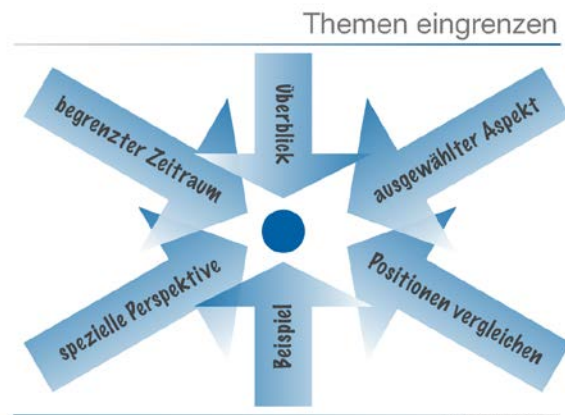 Themen eingrenzen
begrenzter Zeitraum
Überblick
ausgewählter Aspekt
spezielle Perspektive
Beispiel
Positionen vergleichen